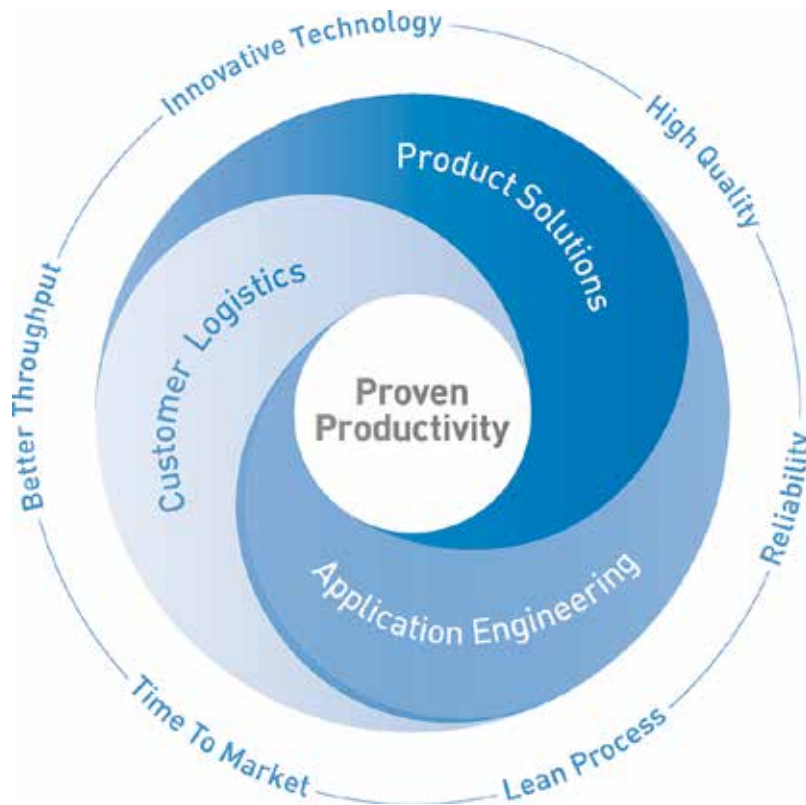 Innovative Technology
High Quality
Reliability
Lean Process
Time To Market
Better Throughput
Product Solutions
Application Engineering
Customer Logistics
Proven
Productivity